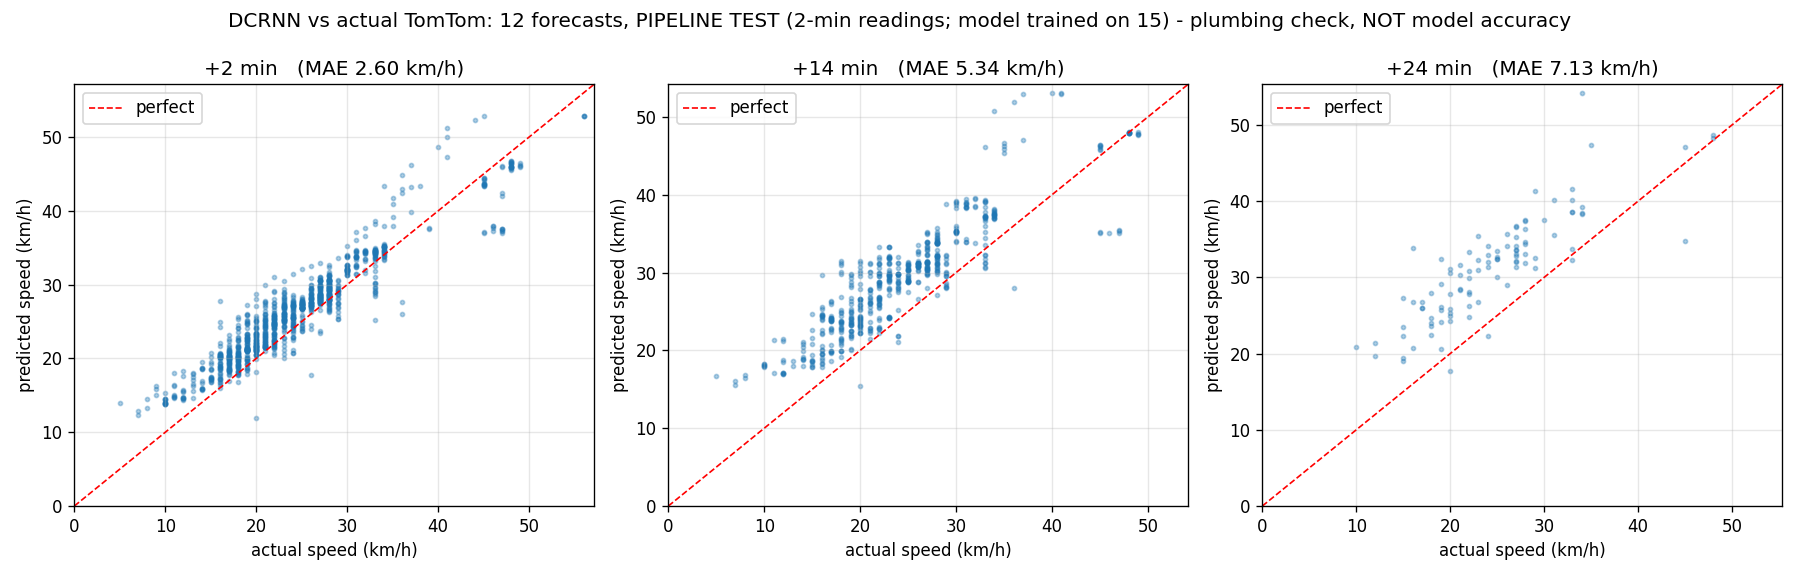 DCRNN vs actual TomTom: 12 forecasts, PIPELINE TEST (2-min readings; model trained on 15) - plumbing check, NOT model accuracy
+2 min (MAE 2.60 km/h)
perfect
predicted speed (km/h)
50
40
30
20
10
0
0 10 20 30 40 50
actual speed (km/h)
+14 min (MAE 5.34 km/h)
perfect
predicted speed (km/h)
50
40
30
20
10
0
0 10 20 30 40 50
actual speed (km/h)
+24 min (MAE 7.13 km/h)
perfect
predicted speed (km/h)
50
40
30
20
10
0
0 10 20 30 40 50
actual speed (km/h)